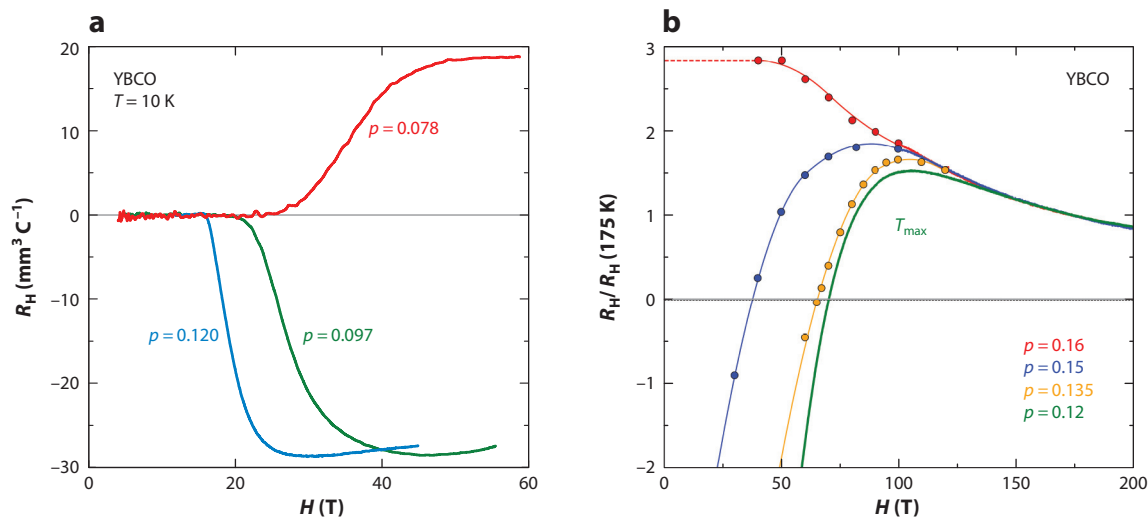 a
20
10
0
–10
–20
–30
R_H (mm³ C⁻¹)
YBCO
T = 10 K
p = 0.078
p = 0.120
p = 0.097
0
20
40
60
H (T)
b
3
2
1
0
–1
–2
R_H/ R_H (175 K)
YBCO
T_max
p = 0.16
p = 0.15
p = 0.135
p = 0.12
0
50
100
150
200
H (T)